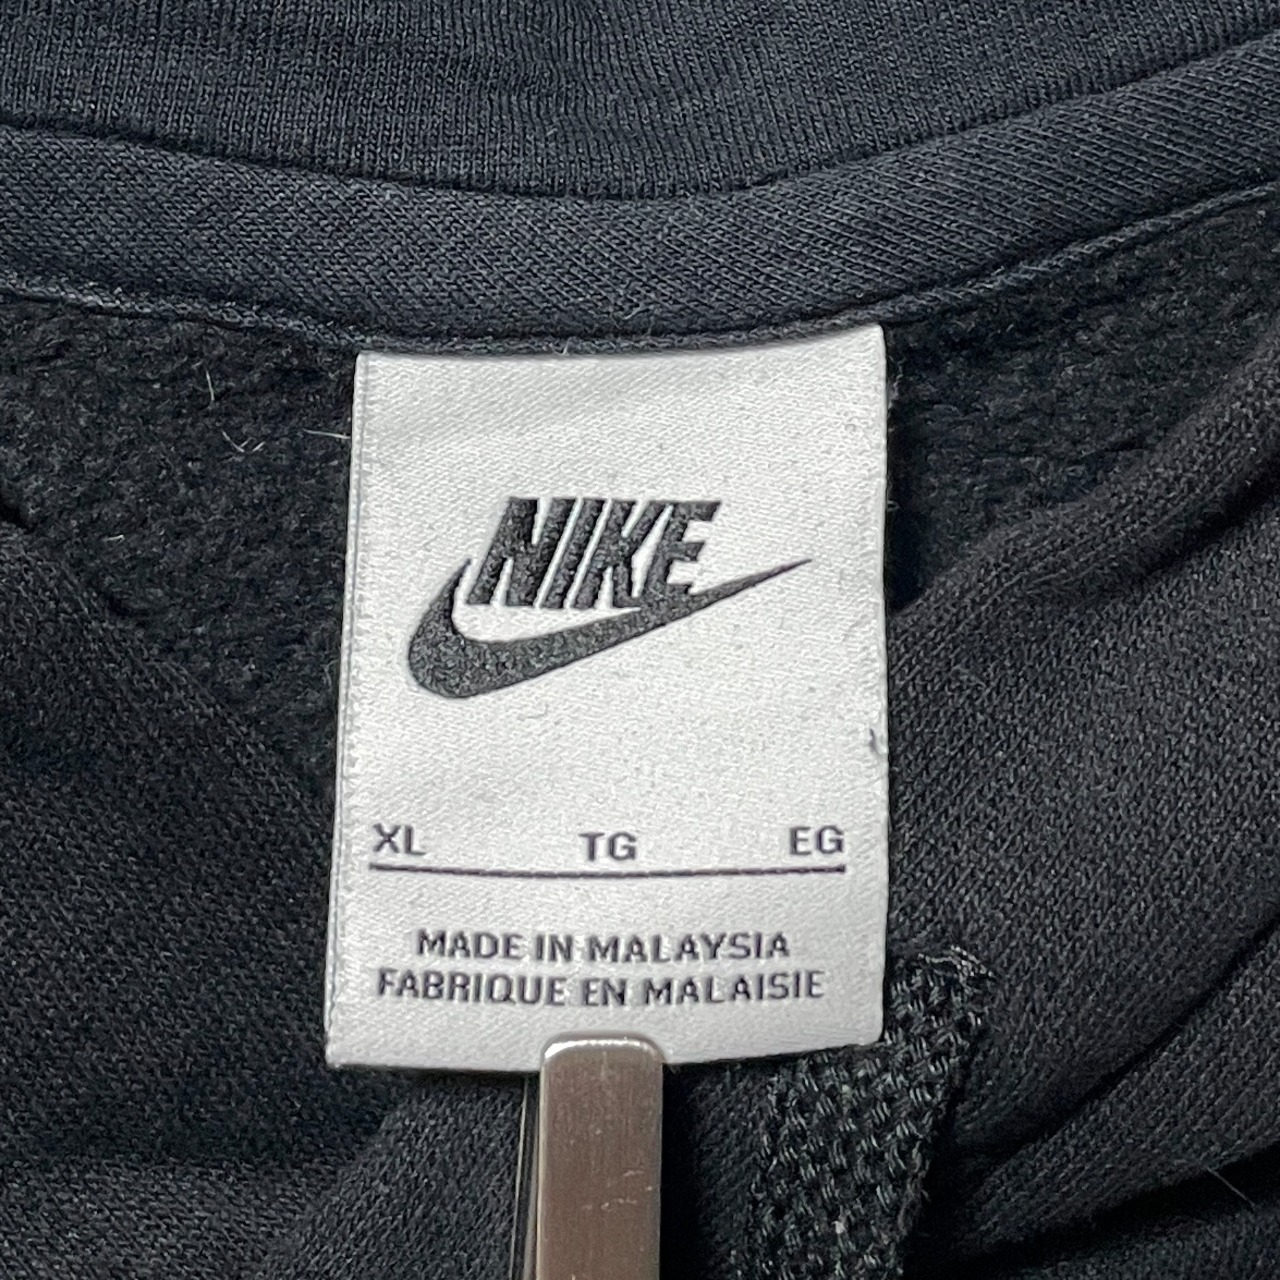 NIKE
XL TG EG
MADE IN MALAYSIA
FABRIQUE EN MALAISIE